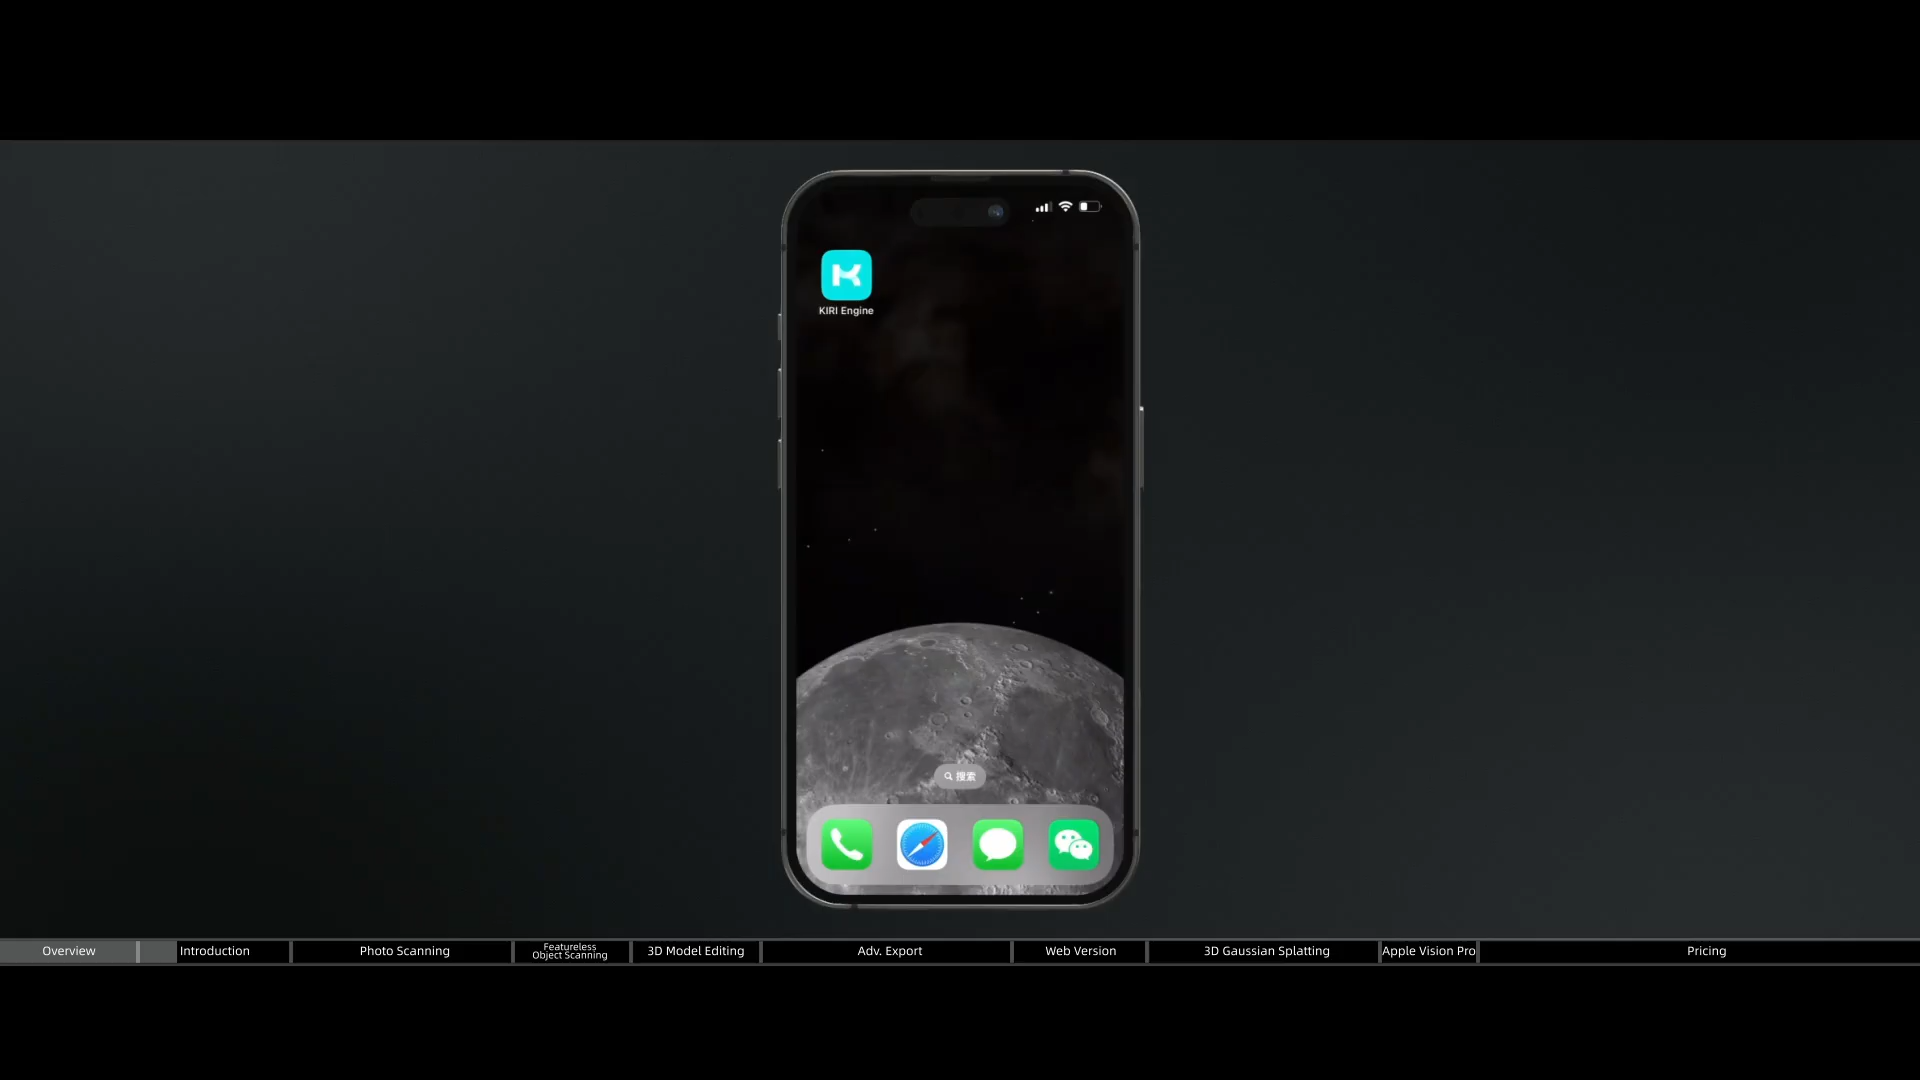 KIRI Engine
搜索
Overview
Introduction
Photo Scanning
Featureless
Object Scanning
3D Model Editing
Adv. Export
Web Version
3D Gaussian Splatting
Apple Vision Pro
Pricing